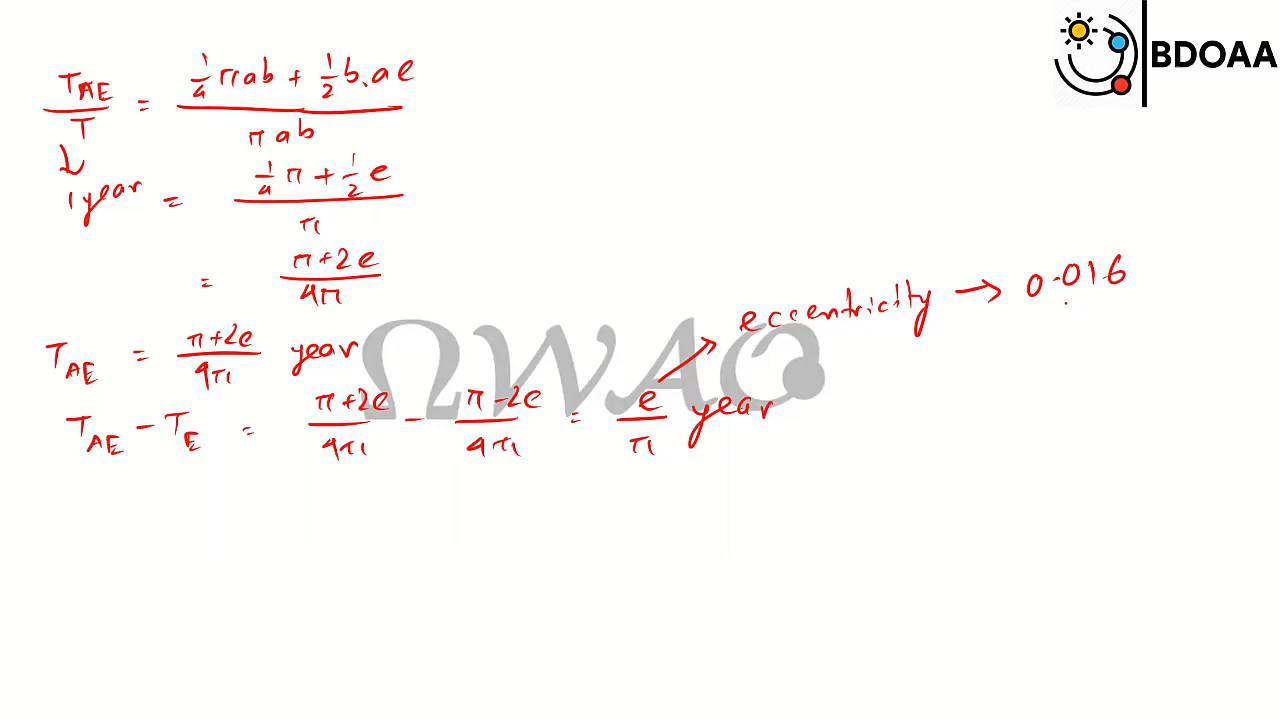 BDOAA
T_AE / T = (1/4 πab + 1/2 b.ae) / πab
↓
1 year = (1/4 π + 1/2 e) / π
= (π+2e) / 4π
eccentricity → 0.016
T_AE = (π+2e) / 4π year
T_AE - T_E = (π+2e) / 4π - (π-2e) / 4π = e / π year
ΩWAO